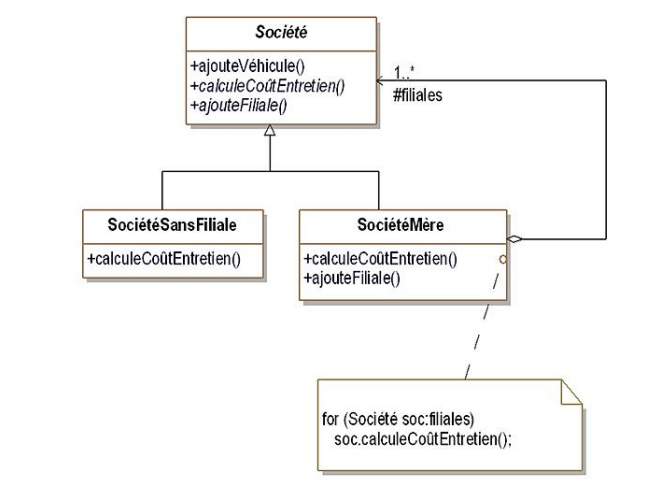 Société
+ajouteVéhicule()
+calculeCoûtEntretien()
+ajouteFiliale()
1..*
#filiales
SociétéSansFiliale
+calculeCoûtEntretien()
SociétéMère
+calculeCoûtEntretien()
+ajouteFiliale()
for (Société soc:filiales)
soc.calculeCoûtEntretien();